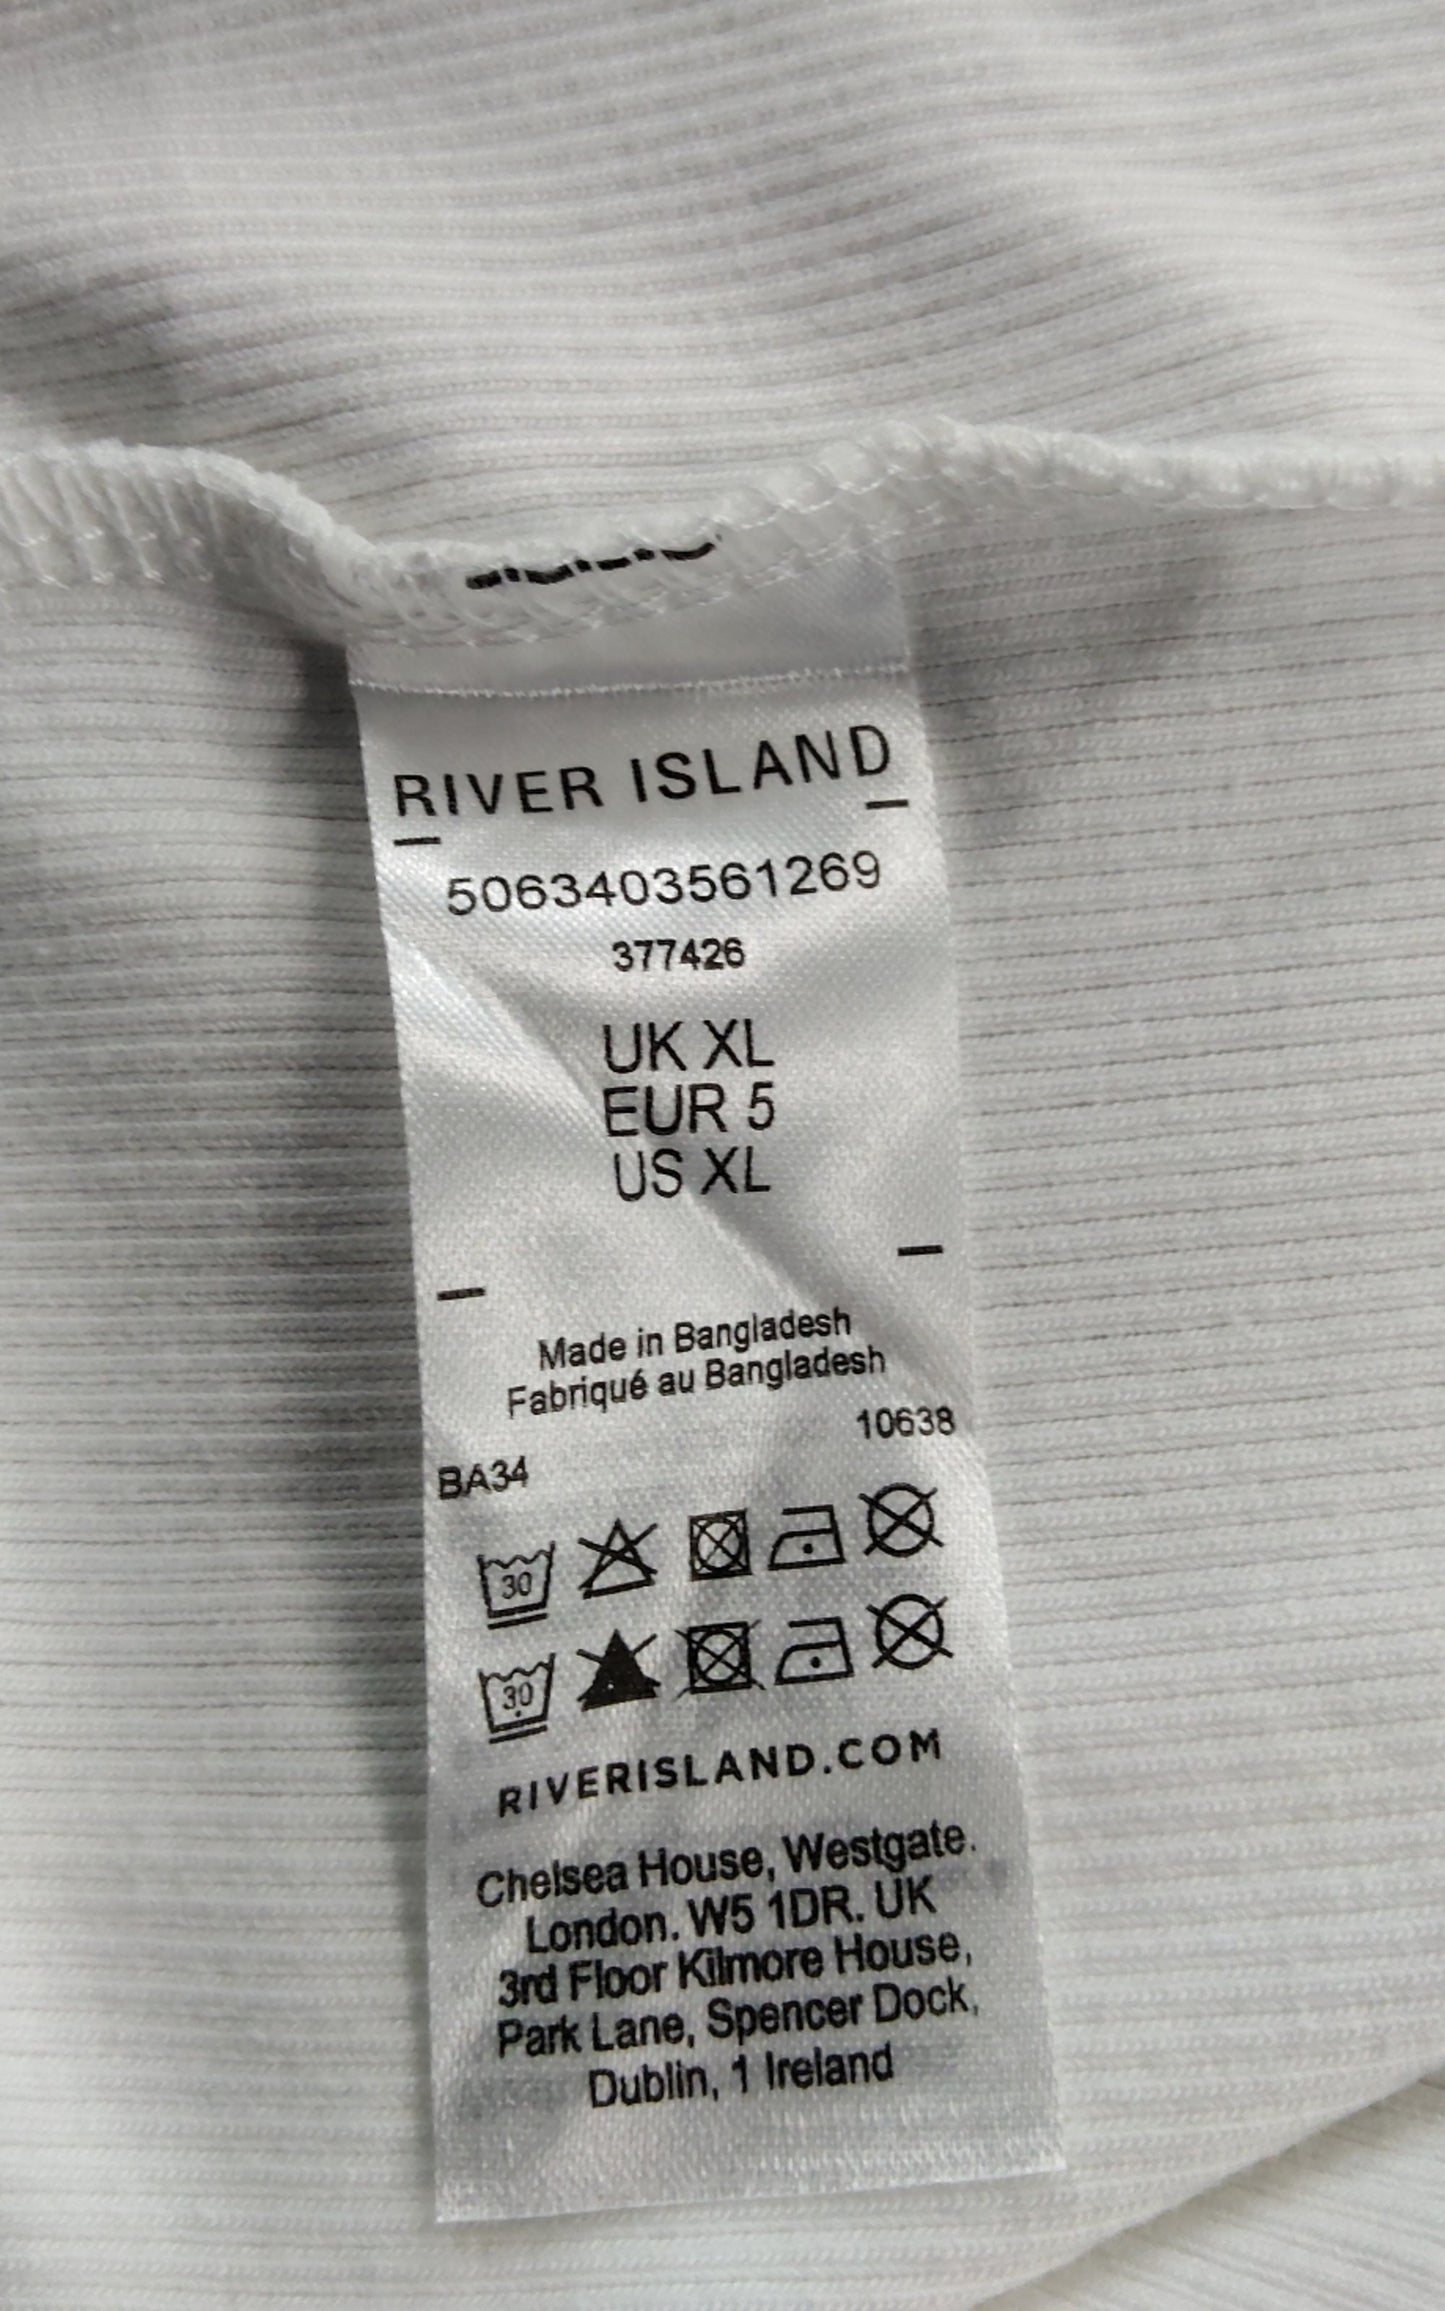 RIVER ISLAND
5063403561269
377426
UK XL
EUR 5
US XL
Made in Bangladesh
Fabriqué au Bangladesh
10638
BA34
30
30
RIVERISLAND.COM
Chelsea House, Westgate.
London. W5 1DR. UK
3rd Floor Kilmore House,
Park Lane, Spencer Dock,
Dublin, 1 Ireland